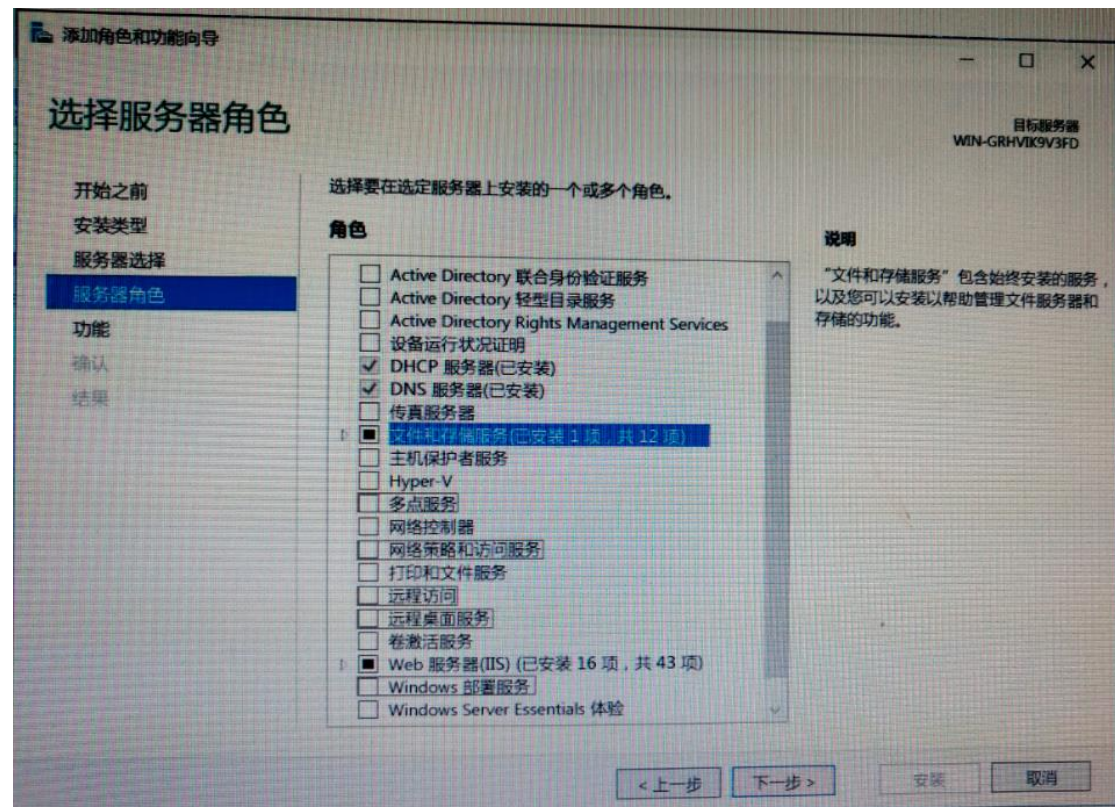 添加角色和功能向导
选择服务器角色
目标服务器
WIN-GRHVIK9V3FD
开始之前
安装类型
服务器选择
服务器角色
功能
确认
结果
选择要在选定服务器上安装的一个或多个角色。
角色
Active Directory 联合身份验证服务
Active Directory 轻型目录服务
Active Directory Rights Management Services
设备运行状况证明
DHCP 服务器(已安装)
DNS 服务器(已安装)
传真服务器
文件和存储服务(已安装 1 项，共 12 项)
主机保护者服务
Hyper-V
多点服务
网络控制器
网络策略和访问服务
打印和文件服务
远程访问
远程桌面服务
卷激活服务
Web 服务器(IIS) (已安装 16 项，共 43 项)
Windows 部署服务
Windows Server Essentials 体验
说明
“文件和存储服务”包含始终安装的服务，
以及您可以安装以帮助管理文件服务器和
存储的功能。
< 上一步
下一步 >
安装
取消